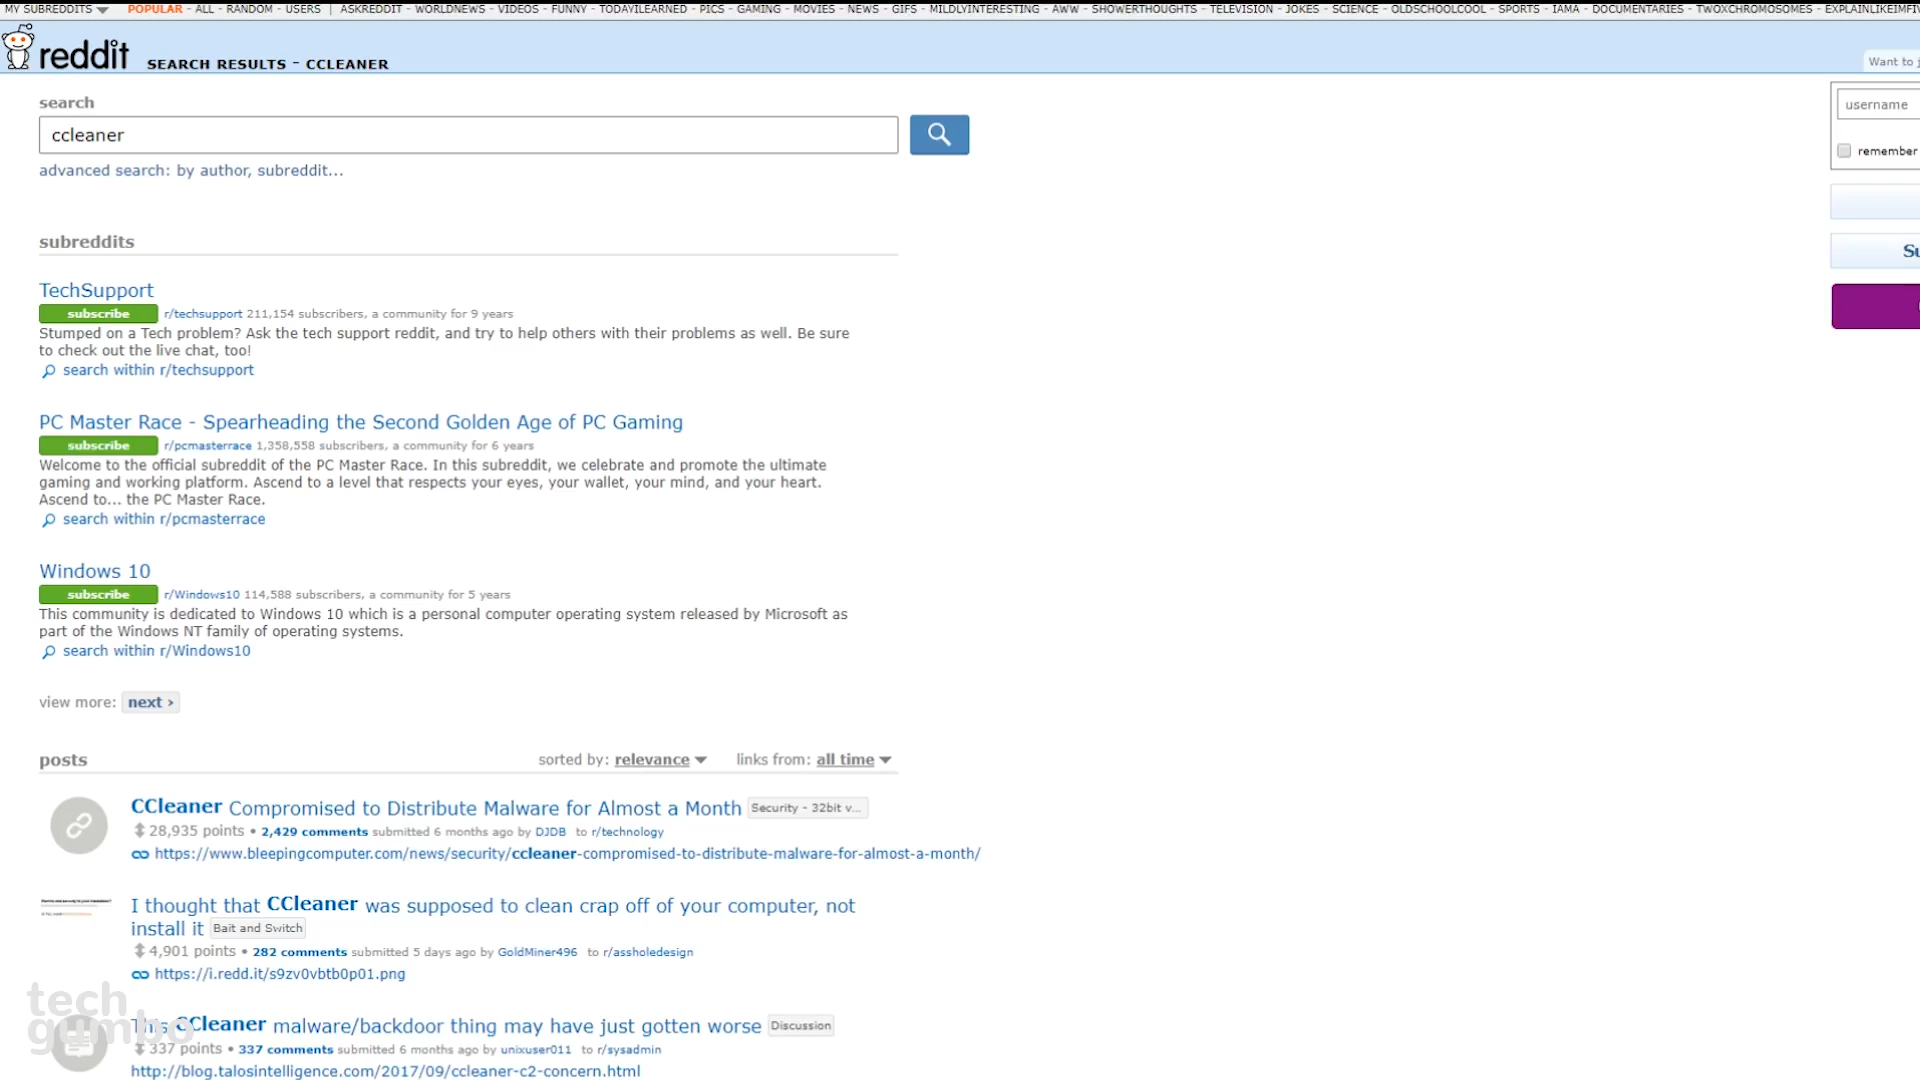 MY SUBREDDITS POPULAR - ALL - RANDOM - USERS | ASKREDDIT - WORLDNEWS - VIDEOS - FUNNY - TODAYILEARNED - PICS - GAMING - MOVIES - NEWS - GIFS - MILDLYINTERESTING - AWW - SHOWERTHOUGHTS - TELEVISION - JOKES - SCIENCE - OLDSCHOOLCOOL - SPORTS - IAMA - DOCUMENTARIES - TWOXCHROMOSOMES - EXPLAINLIKEIMFIV
reddit SEARCH RESULTS - CCLEANER
Want to j
search
username
ccleaner
remember
advanced search: by author, subreddit...
subreddits
Su
TechSupport
subscribe r/techsupport 211,154 subscribers, a community for 9 years
Stumped on a Tech problem? Ask the tech support reddit, and try to help others with their problems as well. Be sure
to check out the live chat, too!
search within r/techsupport
PC Master Race - Spearheading the Second Golden Age of PC Gaming
subscribe r/pcmasterrace 1,358,558 subscribers, a community for 6 years
Welcome to the official subreddit of the PC Master Race. In this subreddit, we celebrate and promote the ultimate
gaming and working platform. Ascend to a level that respects your eyes, your wallet, your mind, and your heart.
Ascend to... the PC Master Race.
search within r/pcmasterrace
Windows 10
subscribe r/Windows10 114,588 subscribers, a community for 5 years
This community is dedicated to Windows 10 which is a personal computer operating system released by Microsoft as
part of the Windows NT family of operating systems.
search within r/Windows10
view more: next ›
posts sorted by: relevance links from: all time
CCleaner Compromised to Distribute Malware for Almost a Month Security - 32bit v...
28,935 points • 2,429 comments submitted 6 months ago by DJDB to r/technology
https://www.bleepingcomputer.com/news/security/ccleaner-compromised-to-distribute-malware-for-almost-a-month/
I thought that CCleaner was supposed to clean crap off of your computer, not
install it Bait and Switch
4,901 points • 282 comments submitted 5 days ago by GoldMiner496 to r/assholedesign
https://i.redd.it/s9zv0vbtb0p01.png
tech
gumbo
This CCleaner malware/backdoor thing may have just gotten worse Discussion
337 points • 337 comments submitted 6 months ago by unixuser011 to r/sysadmin
http://blog.talosintelligence.com/2017/09/ccleaner-c2-concern.html